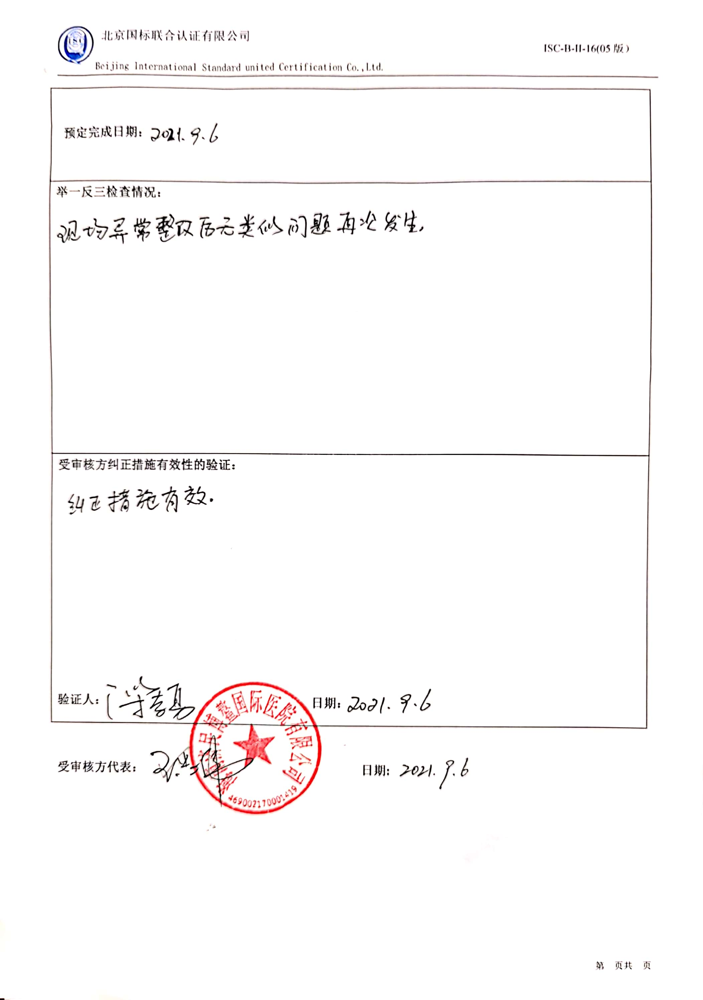 ISC
北京国标联合认证有限公司
ISC-B-II-16(05 版)
Beijing International Standard united Certification Co.,Ltd.
预定完成日期: 2021.9.6
举一反三检查情况:
现场异常整改后无类似问题再次发生.
受审核方纠正措施有效性的验证:
纠正措施有效.
验证人: 日期: 2021.9.6
博鳌国际医院有限公司
受审核方代表: 日期: 2021.9.6
469002170001419
第 页共 页